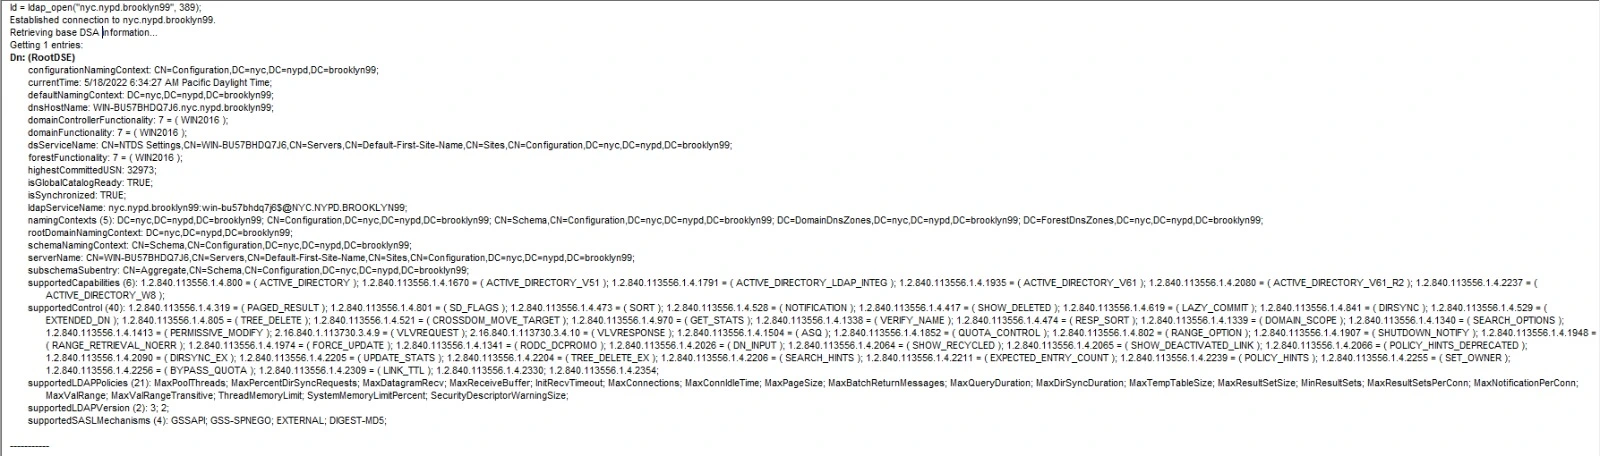 ld = ldap_open("nyc.nypd.brooklyn99", 389);
Established connection to nyc.nypd.brooklyn99.
Retrieving base DSA information...
Getting 1 entries:
Dn: (RootDSE)
configurationNamingContext: CN=Configuration,DC=nyc,DC=nypd,DC=brooklyn99;
currentTime: 5/18/2022 6:34:27 AM Pacific Daylight Time;
defaultNamingContext: DC=nyc,DC=nypd,DC=brooklyn99;
dnsHostName: WIN-BU57BHDQ7J6.nyc.nypd.brooklyn99;
domainControllerFunctionality: 7 = ( WIN2016 );
domainFunctionality: 7 = ( WIN2016 );
dsServiceName: CN=NTDS Settings,CN=WIN-BU57BHDQ7J6,CN=Servers,CN=Default-First-Site-Name,CN=Sites,CN=Configuration,DC=nyc,DC=nypd,DC=brooklyn99;
forestFunctionality: 7 = ( WIN2016 );
highestCommittedUSN: 32973;
isGlobalCatalogReady: TRUE;
isSynchronized: TRUE;
ldapServiceName: nyc.nypd.brooklyn99:win-bu57bhdq7j6$@NYC.NYPD.BROOKLYN99;
namingContexts (5): DC=nyc,DC=nypd,DC=brooklyn99; CN=Configuration,DC=nyc,DC=nypd,DC=brooklyn99; CN=Schema,CN=Configuration,DC=nyc,DC=nypd,DC=brooklyn99; DC=DomainDnsZones,DC=nyc,DC=nypd,DC=brooklyn99; DC=ForestDnsZones,DC=nyc,DC=nypd,DC=brooklyn99;
rootDomainNamingContext: DC=nyc,DC=nypd,DC=brooklyn99;
schemaNamingContext: CN=Schema,CN=Configuration,DC=nyc,DC=nypd,DC=brooklyn99;
serverName: CN=WIN-BU57BHDQ7J6,CN=Servers,CN=Default-First-Site-Name,CN=Sites,CN=Configuration,DC=nyc,DC=nypd,DC=brooklyn99;
subschemaSubentry: CN=Aggregate,CN=Schema,CN=Configuration,DC=nyc,DC=nypd,DC=brooklyn99;
supportedCapabilities (6): 1.2.840.113556.1.4.800 = ( ACTIVE_DIRECTORY ); 1.2.840.113556.1.4.1670 = ( ACTIVE_DIRECTORY_V51 ); 1.2.840.113556.1.4.1791 = ( ACTIVE_DIRECTORY_LDAP_INTEG ); 1.2.840.113556.1.4.1935 = ( ACTIVE_DIRECTORY_V61 ); 1.2.840.113556.1.4.2080 = ( ACTIVE_DIRECTORY_V61_R2 ); 1.2.840.113556.1.4.2237 = (
ACTIVE_DIRECTORY_W8 );
supportedControl (40): 1.2.840.113556.1.4.319 = ( PAGED_RESULT ); 1.2.840.113556.1.4.801 = ( SD_FLAGS ); 1.2.840.113556.1.4.473 = ( SORT ); 1.2.840.113556.1.4.528 = ( NOTIFICATION ); 1.2.840.113556.1.4.417 = ( SHOW_DELETED ); 1.2.840.113556.1.4.619 = ( LAZY_COMMIT ); 1.2.840.113556.1.4.841 = ( DIRSYNC ); 1.2.840.113556.1.4.529 = (
EXTENDED_DN ); 1.2.840.113556.1.4.805 = ( TREE_DELETE ); 1.2.840.113556.1.4.521 = ( CROSSDOM_MOVE_TARGET ); 1.2.840.113556.1.4.970 = ( GET_STATS ); 1.2.840.113556.1.4.1338 = ( VERIFY_NAME ); 1.2.840.113556.1.4.474 = ( RESP_SORT ); 1.2.840.113556.1.4.1339 = ( DOMAIN_SCOPE ); 1.2.840.113556.1.4.1340 = ( SEARCH_OPTIONS );
1.2.840.113556.1.4.1413 = ( PERMISSIVE_MODIFY ); 2.16.840.1.113730.3.4.9 = ( VLVREQUEST ); 2.16.840.1.113730.3.4.10 = ( VLVRESPONSE ); 1.2.840.113556.1.4.1504 = ( ASQ ); 1.2.840.113556.1.4.1852 = ( QUOTA_CONTROL ); 1.2.840.113556.1.4.802 = ( RANGE_OPTION ); 1.2.840.113556.1.4.1907 = ( SHUTDOWN_NOTIFY ); 1.2.840.113556.1.4.1948 =
( RANGE_RETRIEVAL_NOERR ); 1.2.840.113556.1.4.1974 = ( FORCE_UPDATE ); 1.2.840.113556.1.4.1341 = ( RODC_DCPROMO ); 1.2.840.113556.1.4.2026 = ( DN_INPUT ); 1.2.840.113556.1.4.2064 = ( SHOW_RECYCLED ); 1.2.840.113556.1.4.2065 = ( SHOW_DEACTIVATED_LINK ); 1.2.840.113556.1.4.2066 = ( POLICY_HINTS_DEPRECATED );
1.2.840.113556.1.4.2090 = ( DIRSYNC_EX ); 1.2.840.113556.1.4.2205 = ( UPDATE_STATS ); 1.2.840.113556.1.4.2204 = ( TREE_DELETE_EX ); 1.2.840.113556.1.4.2206 = ( SEARCH_HINTS ); 1.2.840.113556.1.4.2211 = ( EXPECTED_ENTRY_COUNT ); 1.2.840.113556.1.4.2239 = ( POLICY_HINTS ); 1.2.840.113556.1.4.2255 = ( SET_OWNER );
1.2.840.113556.1.4.2256 = ( BYPASS_QUOTA ); 1.2.840.113556.1.4.2309 = ( LINK_TTL ); 1.2.840.113556.1.4.2330; 1.2.840.113556.1.4.2354;
supportedLDAPPolicies (21): MaxPoolThreads; MaxPercentDirSyncRequests; MaxDatagramRecv; MaxReceiveBuffer; InitRecvTimeout; MaxConnections; MaxConnIdleTime; MaxPageSize; MaxBatchReturnMessages; MaxQueryDuration; MaxDirSyncDuration; MaxTempTableSize; MaxResultSetSize; MinResultSets; MaxResultSetsPerConn; MaxNotificationPerConn;
MaxValRange; MaxValRangeTransitive; ThreadMemoryLimit; SystemMemoryLimitPercent; SecurityDescriptorWarningSize;
supportedLDAPVersion (2): 3; 2;
supportedSASLMechanisms (4): GSSAPI; GSS-SPNEGO; EXTERNAL; DIGEST-MD5;
-----------